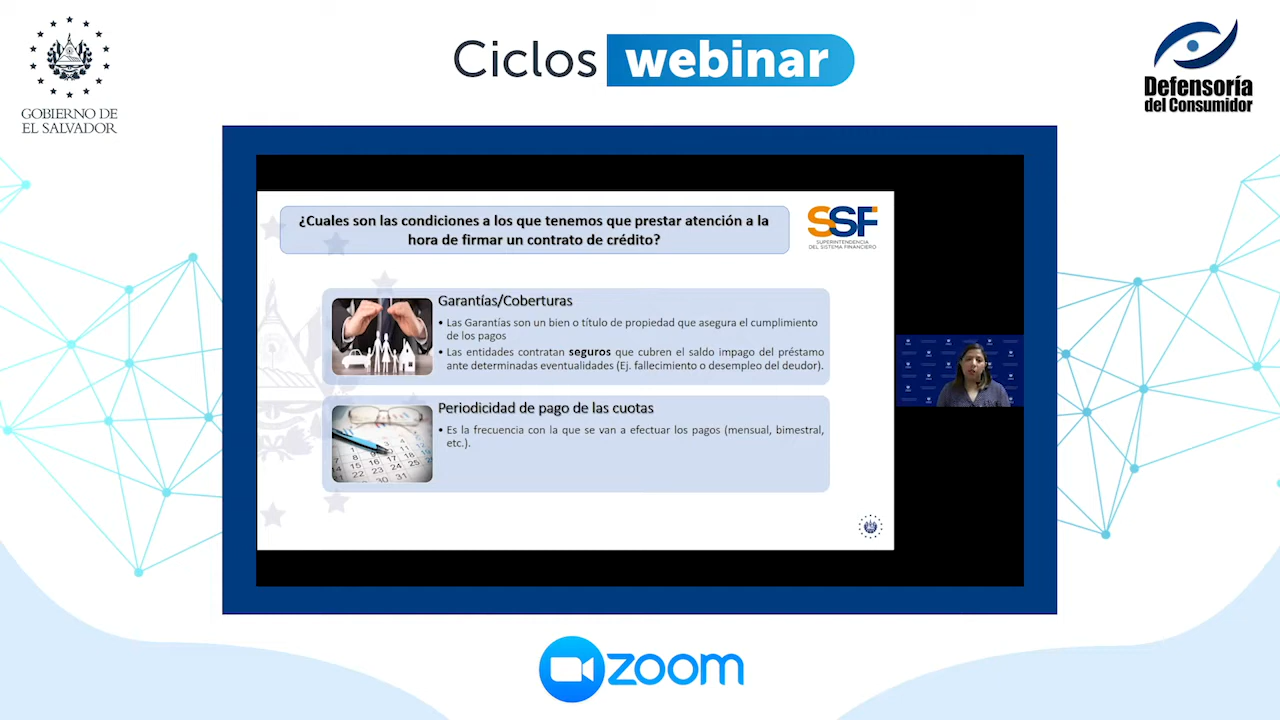 GOBIERNO DE
EL SALVADOR
Ciclos webinar
Defensoría
del Consumidor
¿Cuales son las condiciones a los que tenemos que prestar atención a la
hora de firmar un contrato de crédito?
SSF
SUPERINTENDENCIA
DEL SISTEMA FINANCIERO
Garantías/Coberturas
• Las Garantías son un bien o título de propiedad que asegura el cumplimiento
de los pagos
• Las entidades contratan seguros que cubren el saldo impago del préstamo
ante determinadas eventualidades (Ej. fallecimiento o desempleo del deudor).
Periodicidad de pago de las cuotas
• Es la frecuencia con la que se van a efectuar los pagos (mensual, bimestral,
etc.).
zoom